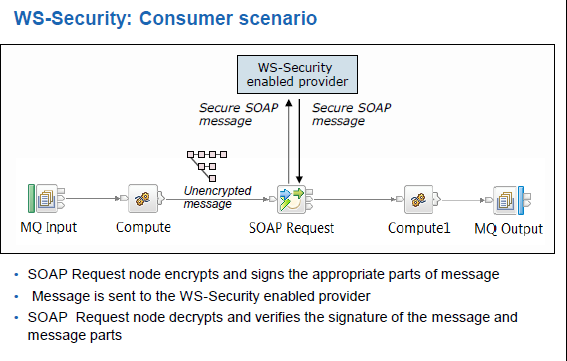 WS-Security: Consumer scenario
WS-Security
enabled provider
Secure SOAP
message
Secure SOAP
message
Unencrypted
message
MQ Input
Compute
SOAP Request
Compute1
MQ Output
• SOAP Request node encrypts and signs the appropriate parts of message
• Message is sent to the WS-Security enabled provider
• SOAP Request node decrypts and verifies the signature of the message and
message parts